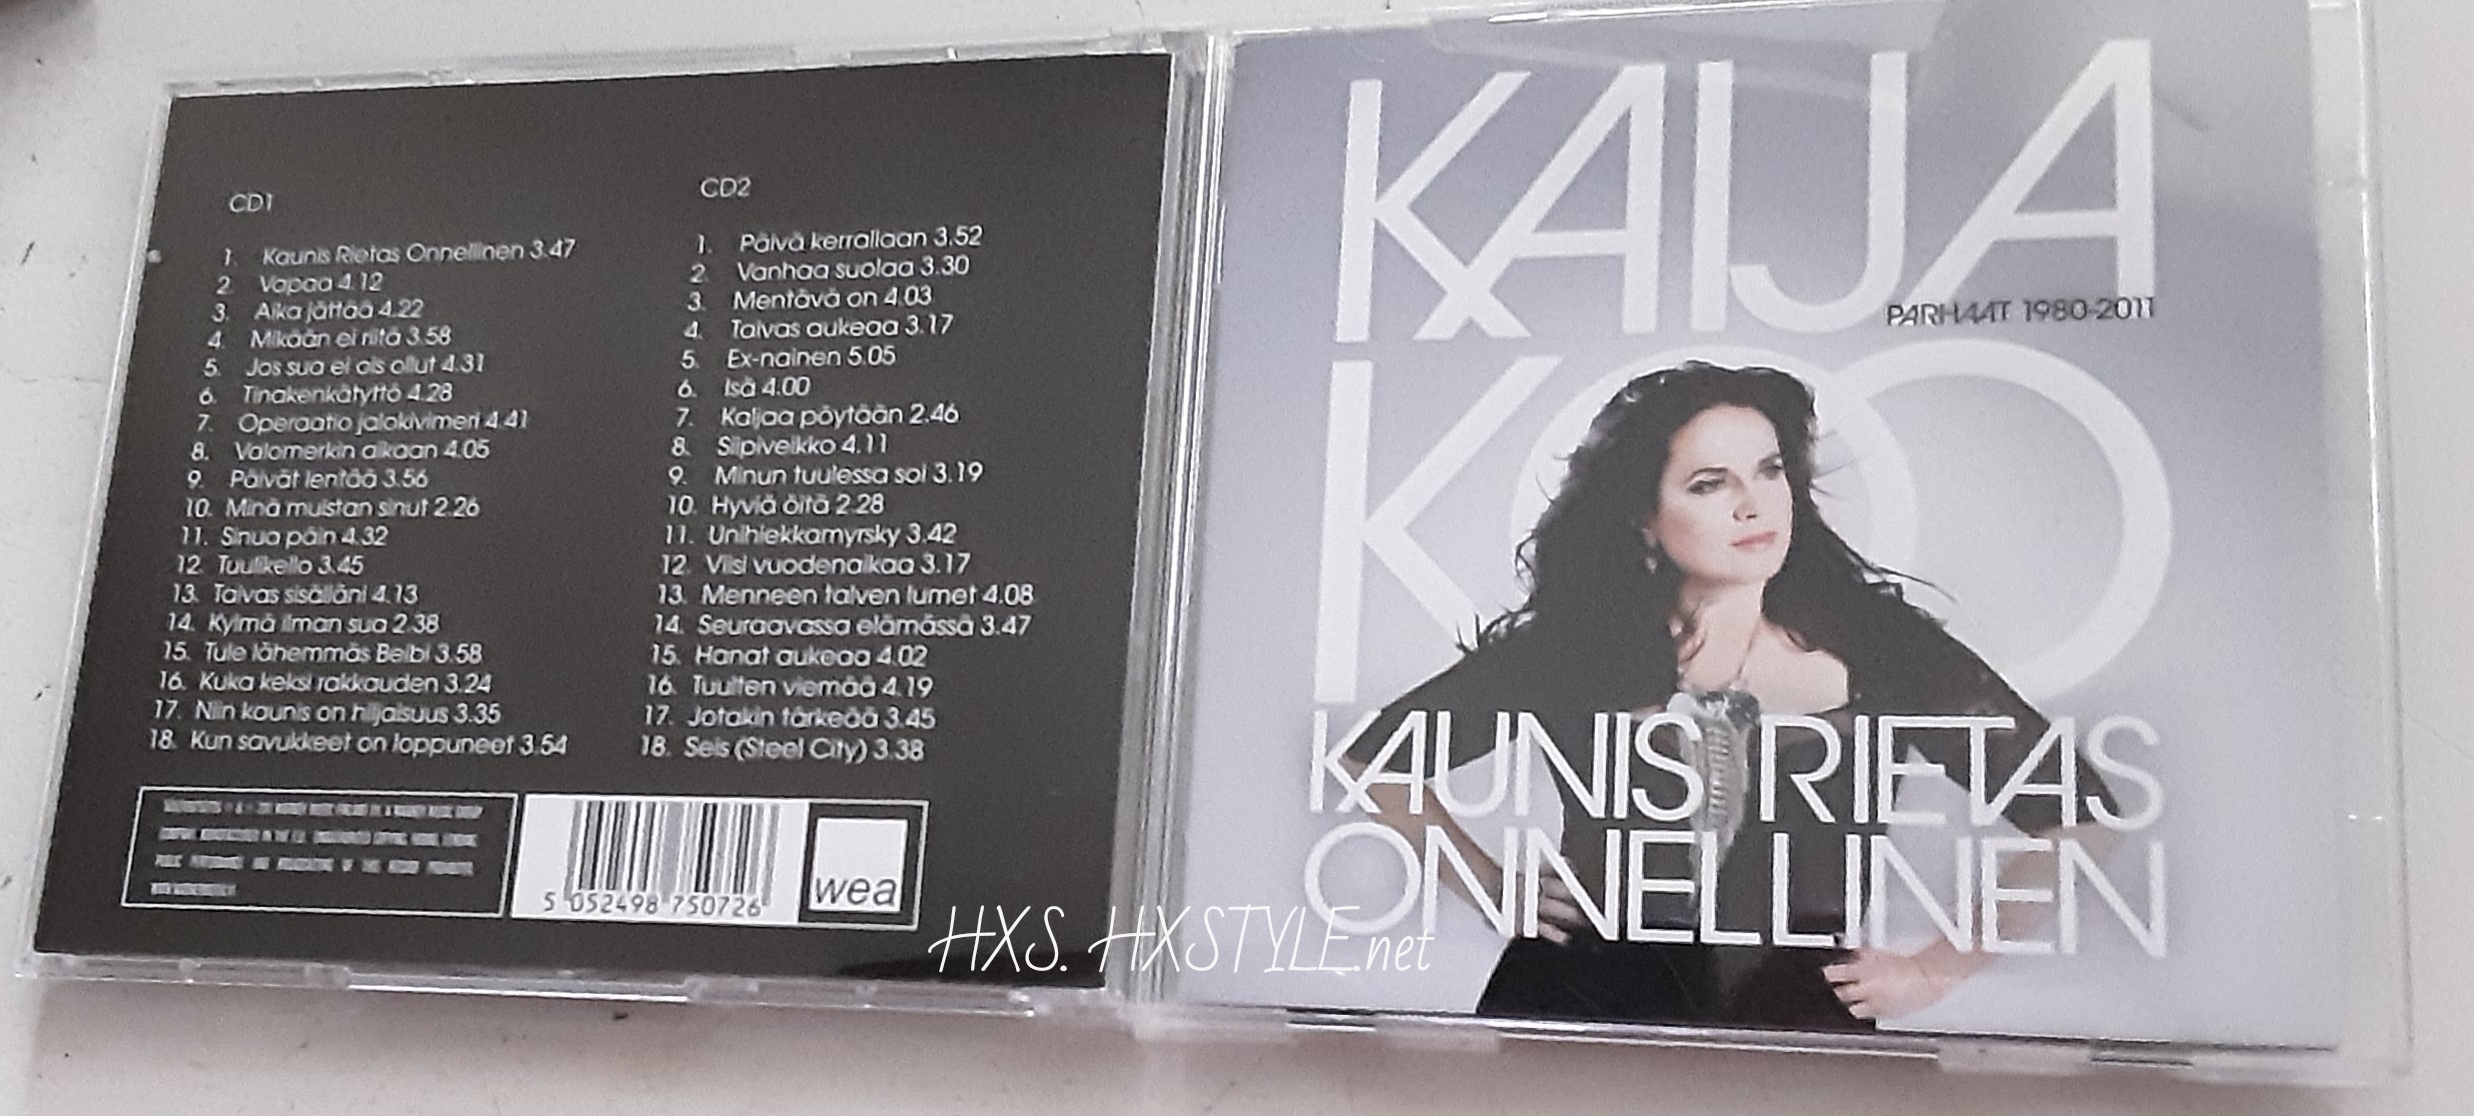 CD1
1. Kaunis Rietas Onnellinen 3.47
2. Vapaa 4.12
3. Aika jättää 4.22
4. Mikään ei riitä 3.58
5. Jos sua ei ois ollut 4.31
6. Tinakenkätyttö 4.28
7. Operaatio jalokivimeri 4.41
8. Valomerkin aikaan 4.05
9. Päivät lentää 3.56
10. Minä muistan sinut 2.26
11. Sinua päin 4.32
12. Tuulikello 3.45
13. Taivas sisälläni 4.13
14. Kylmä ilman sua 2.38
15. Tule lähemmäs Beibi 3.58
16. Kuka keksi rakkauden 3.24
17. Niin kaunis on hiljaisuus 3.35
18. Kun savukkeet on loppuneet 3.54
CD2
1. Päivä kerrallaan 3.52
2. Vanhaa suolaa 3.30
3. Mentävä on 4.03
4. Taivas aukeaa 3.17
5. Ex-nainen 5.05
6. Isä 4.00
7. Kaljaa pöytään 2.46
8. Siipiveikko 4.11
9. Minun tuulessa soi 3.19
10. Hyviä öitä 2.28
11. Unihiekkamyrsky 3.42
12. Viisi vuodenaikaa 3.17
13. Menneen talven lumet 4.08
14. Seuraavassa elämässä 3.47
15. Hanat aukeaa 4.02
16. Tuulten viemää 4.19
17. Jotakin tärkeää 3.45
18. Seis (Steel City) 3.38
5 052498 750726
wea
KAIJA
PARHAAT 1980-2011
KOO
KAUNIS RIETAS
ONNELLINEN
HXS. HXSTYLE.net